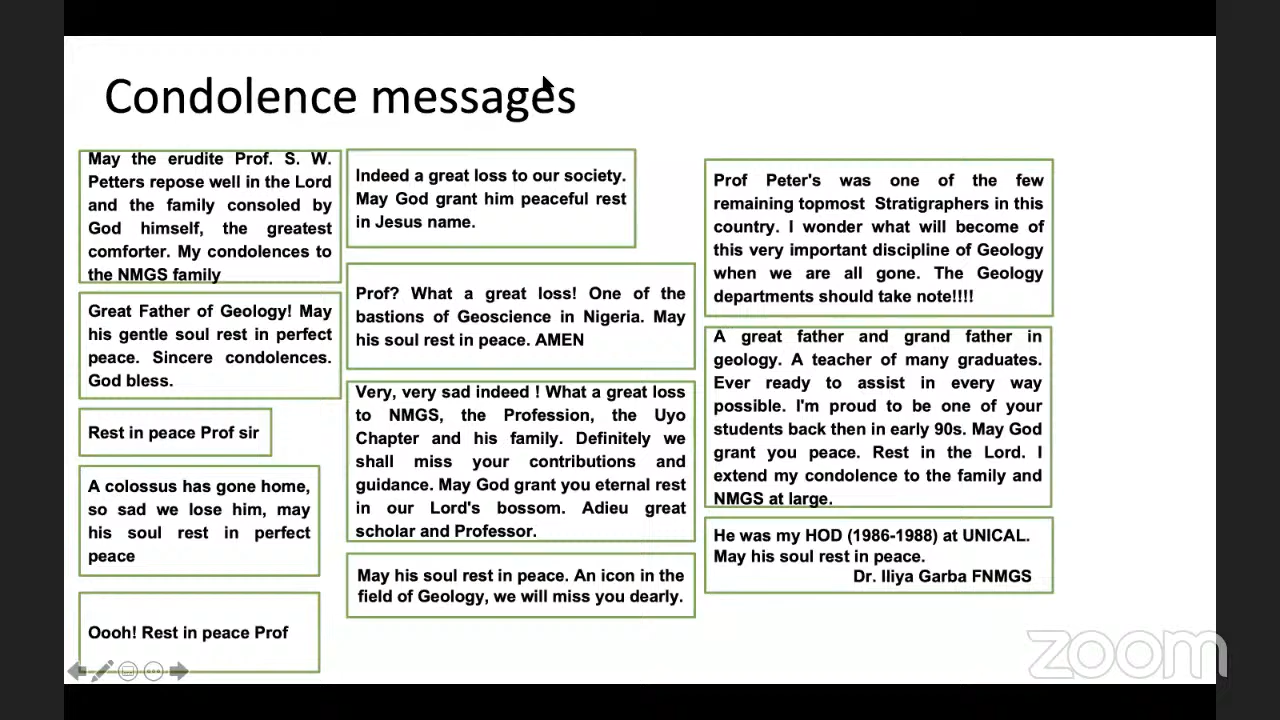 Condolence messages
May the erudite Prof. S. W.
Petters repose well in the Lord
and the family consoled by
God himself, the greatest
comforter. My condolences to
the NMGS family
Great Father of Geology! May
his gentle soul rest in perfect
peace. Sincere condolences.
God bless.
Rest in peace Prof sir
A colossus has gone home,
so sad we lose him, may
his soul rest in perfect
peace
Oooh! Rest in peace Prof
Indeed a great loss to our society.
May God grant him peaceful rest
in Jesus name.
Prof? What a great loss! One of the
bastions of Geoscience in Nigeria. May
his soul rest in peace. AMEN
Very, very sad indeed ! What a great loss
to NMGS, the Profession, the Uyo
Chapter and his family. Definitely we
shall miss your contributions and
guidance. May God grant you eternal rest
in our Lord's bossom. Adieu great
scholar and Professor.
May his soul rest in peace. An icon in the
field of Geology, we will miss you dearly.
Prof Peter's was one of the few
remaining topmost Stratigraphers in this
country. I wonder what will become of
this very important discipline of Geology
when we are all gone. The Geology
departments should take note!!!!
A great father and grand father in
geology. A teacher of many graduates.
Ever ready to assist in every way
possible. I'm proud to be one of your
students back then in early 90s. May God
grant you peace. Rest in the Lord. I
extend my condolence to the family and
NMGS at large.
He was my HOD (1986-1988) at UNICAL.
May his soul rest in peace.
Dr. Iliya Garba FNMGS
zoom